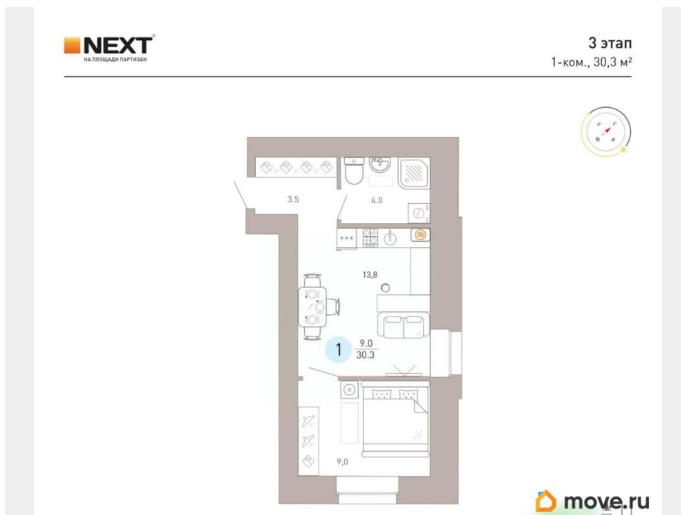 NEXT
НА ПЛОЩАДИ ПАРТИЗАН
3 этап
1-ком., 30,3 м²
3.5
4.0
13,8
1
9.0
30.3
9,0
move.ru